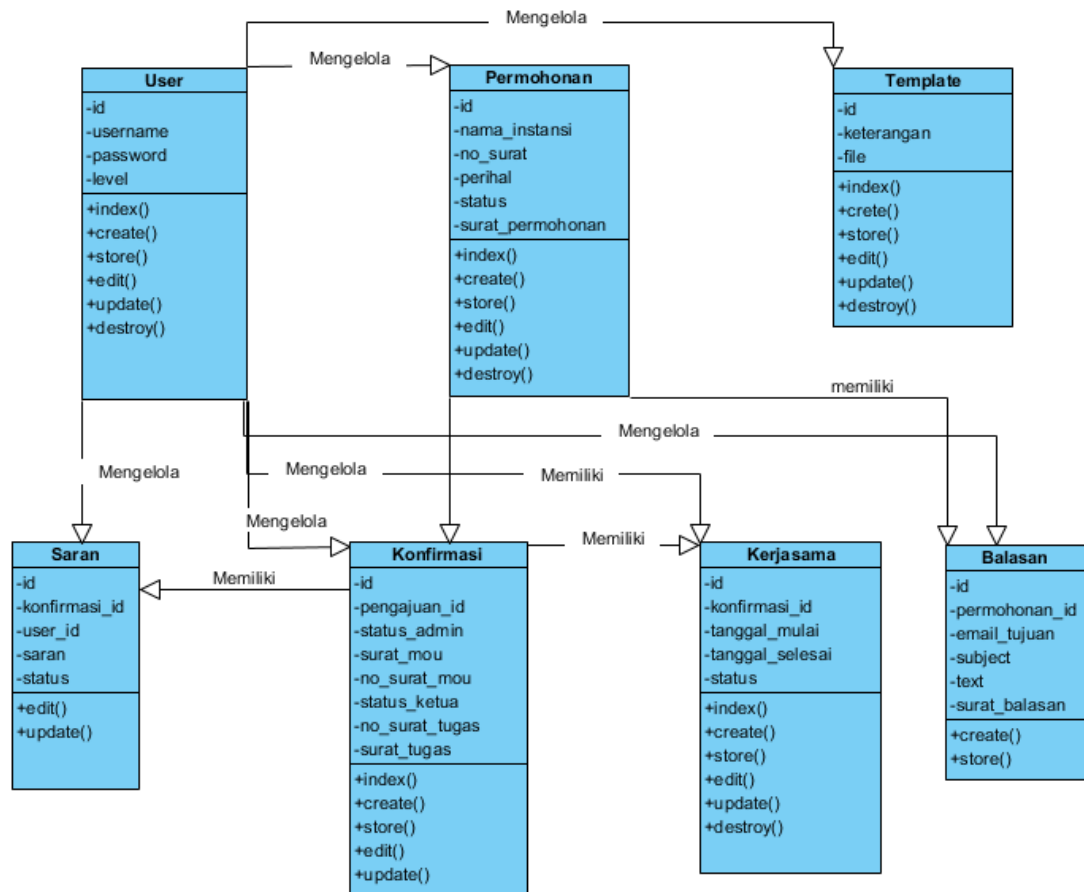 Mengelola
Mengelola
User
-id
-username
-password
-level
+index()
+create()
+store()
+edit()
+update()
+destroy()
Permohonan
-id
-nama_instansi
-no_surat
-perihal
-status
-surat_permohonan
+index()
+create()
+store()
+edit()
+update()
+destroy()
Template
-id
-keterangan
-file
+index()
+crete()
+store()
+edit()
+update()
+destroy()
memiliki
Mengelola
Mengelola
Mengelola
Memiliki
Mengelola
Memiliki
Memiliki
Saran
-id
-konfirmasi_id
-user_id
-saran
-status
+edit()
+update()
Konfirmasi
-id
-pengajuan_id
-status_admin
-surat_mou
-no_surat_mou
-status_ketua
-no_surat_tugas
-surat_tugas
+index()
+create()
+store()
+edit()
+update()
Kerjasama
-id
-konfirmasi_id
-tanggal_mulai
-tanggal_selesai
-status
+index()
+create()
+store()
+edit()
+update()
+destroy()
Balasan
-id
-permohonan_id
-email_tujuan
-subject
-text
-surat_balasan
+create()
+store()